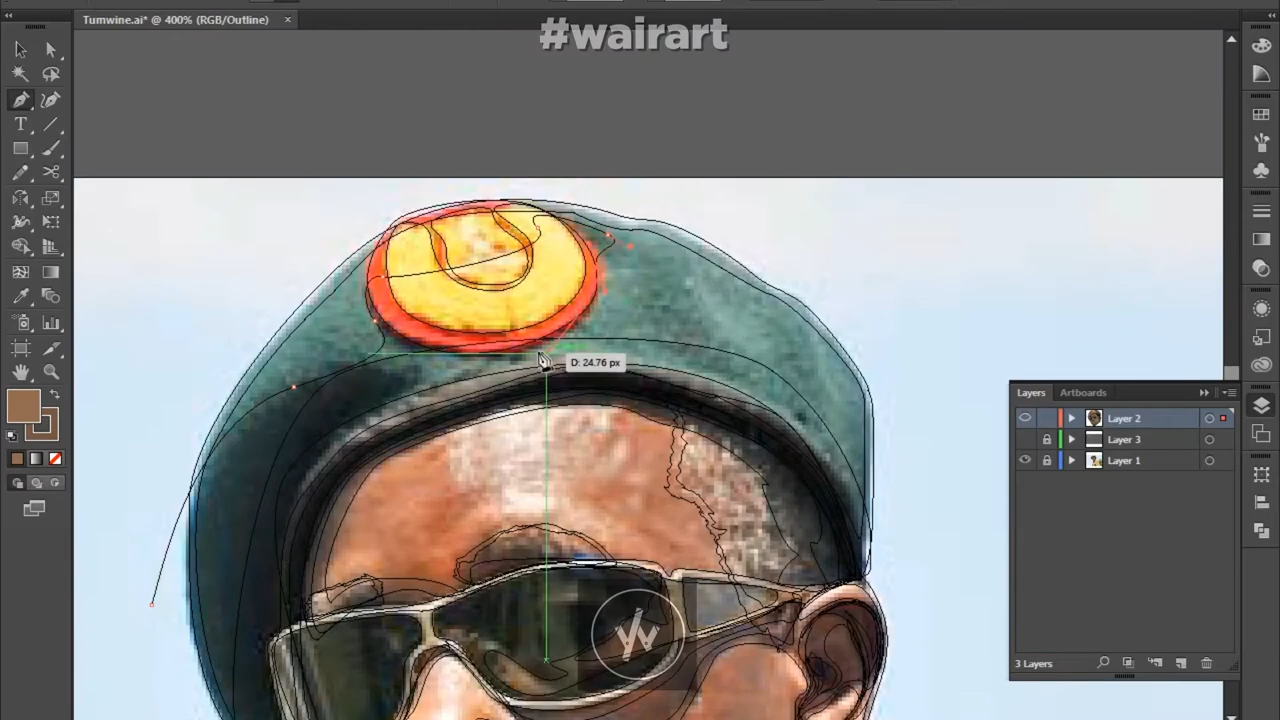 Tumwine.ai* @ 400% (RGB/Outline)
#wairart
D: 24.76 px
Layers
Artboards
Layer 2
Layer 3
Layer 1
3 Layers